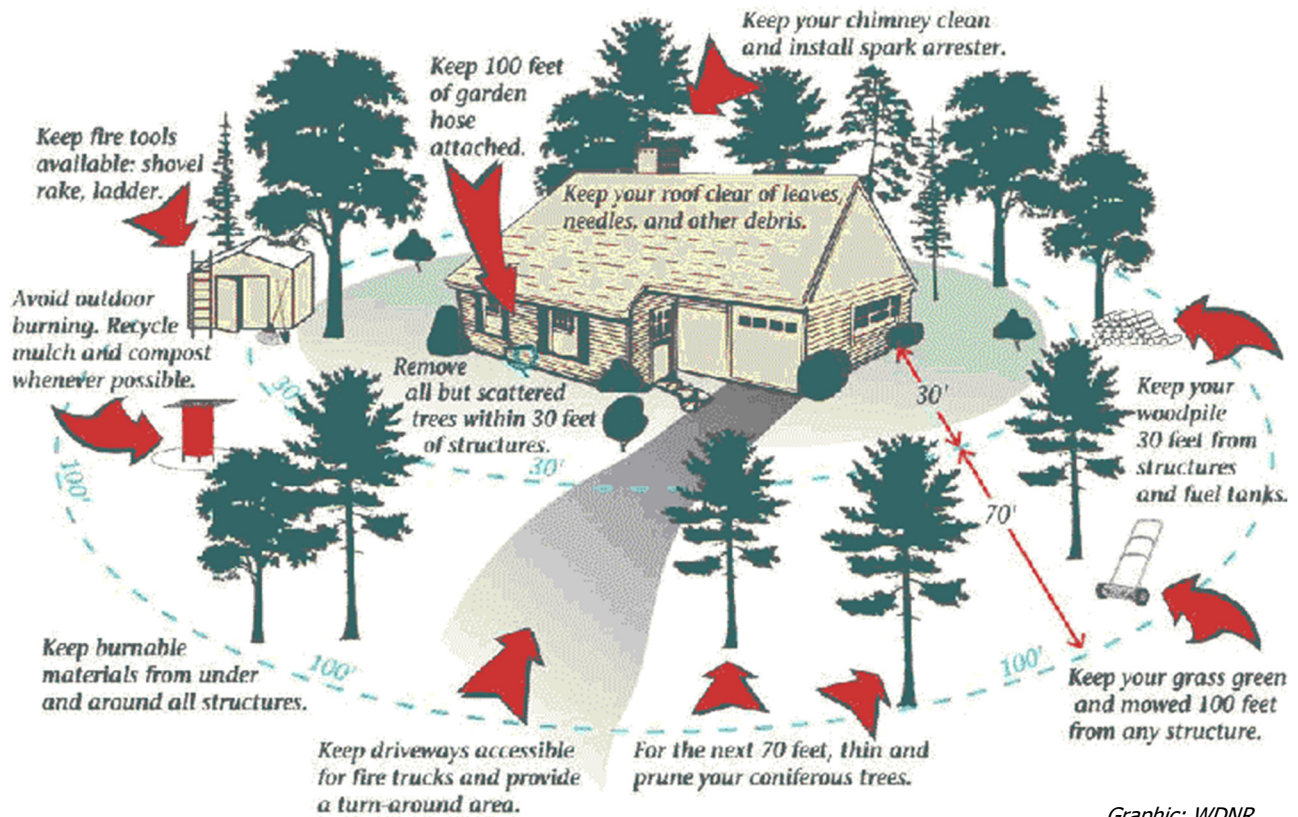 Keep your chimney clean
and install spark arrester.
Keep 100 feet
of garden
hose
attached.
Keep fire tools
available: shovel
rake, ladder.
Keep your roof clear of leaves,
needles, and other debris.
Avoid outdoor
burning. Recycle
mulch and compost
whenever possible.
Remove
all but scattered
trees within 30 feet
of structures.
30'
30'
30'
70'
Keep your
woodpile
30 feet from
structures
and fuel tanks.
100'
100'
100'
Keep burnable
materials from under
and around all structures.
Keep your grass green
and mowed 100 feet
from any structure.
Keep driveways accessible
for fire trucks and provide
a turn-around area.
For the next 70 feet, thin and
prune your coniferous trees.
Graphic: WDNR